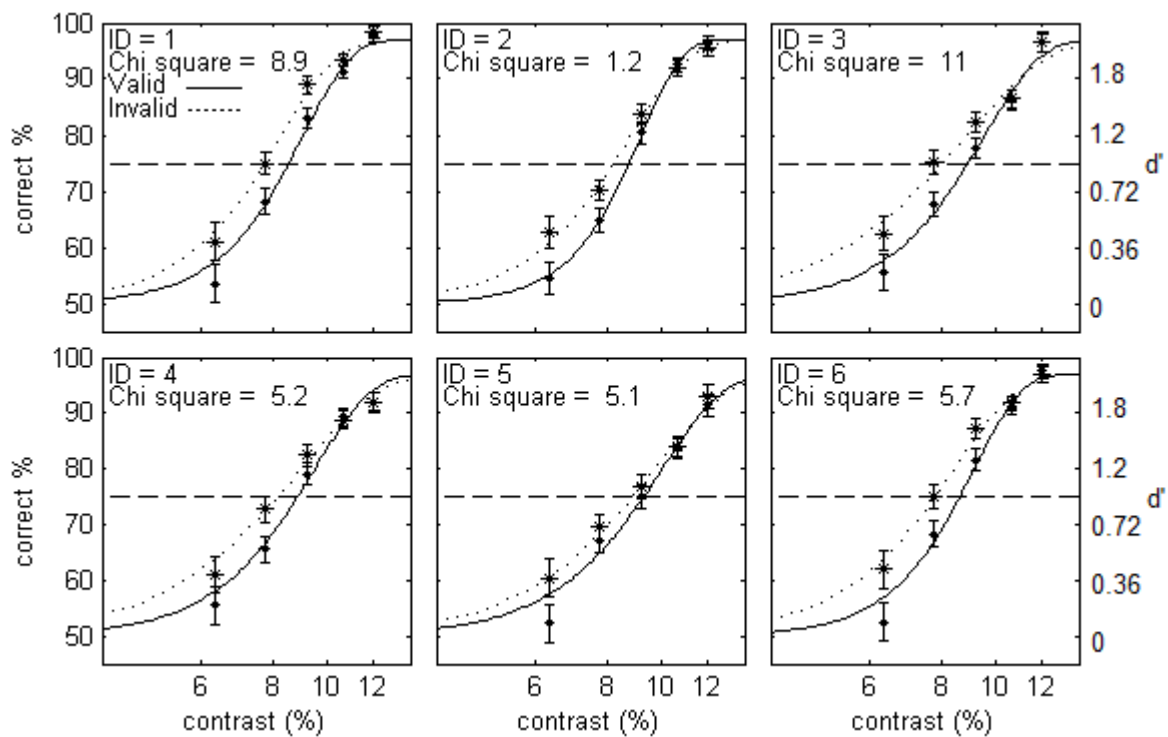 ID = 1
Chi square = 8.9
Valid
Invalid
ID = 2
Chi square = 1.2
ID = 3
Chi square = 11
100
90
80
70
60
50
correct %
1.8
1.2
0.72
0.36
0
d'
ID = 4
Chi square = 5.2
ID = 5
Chi square = 5.1
ID = 6
Chi square = 5.7
100
90
80
70
60
50
correct %
1.8
1.2
0.72
0.36
0
d'
6 8 10 12
6 8 10 12
6 8 10 12
contrast (%)
contrast (%)
contrast (%)